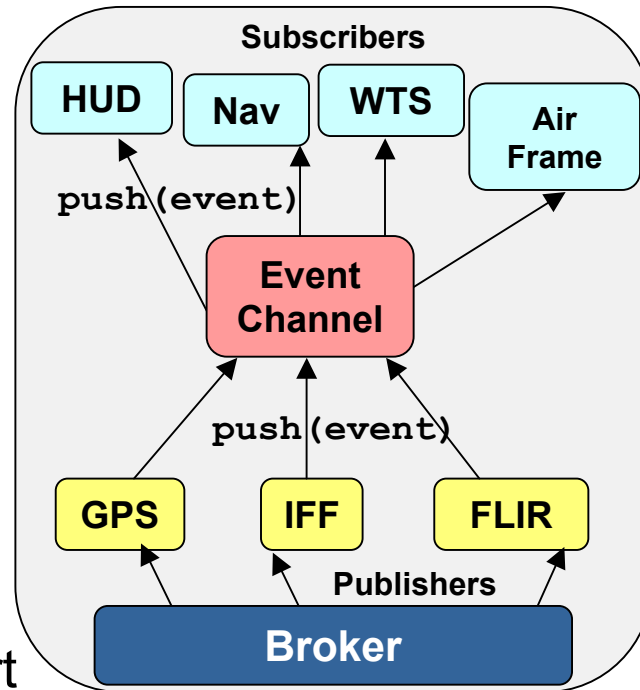 Subscribers
HUD
Nav
WTS
Air
Frame
push(event)
Event
Channel
push(event)
GPS
IFF
FLIR
Publishers
Broker